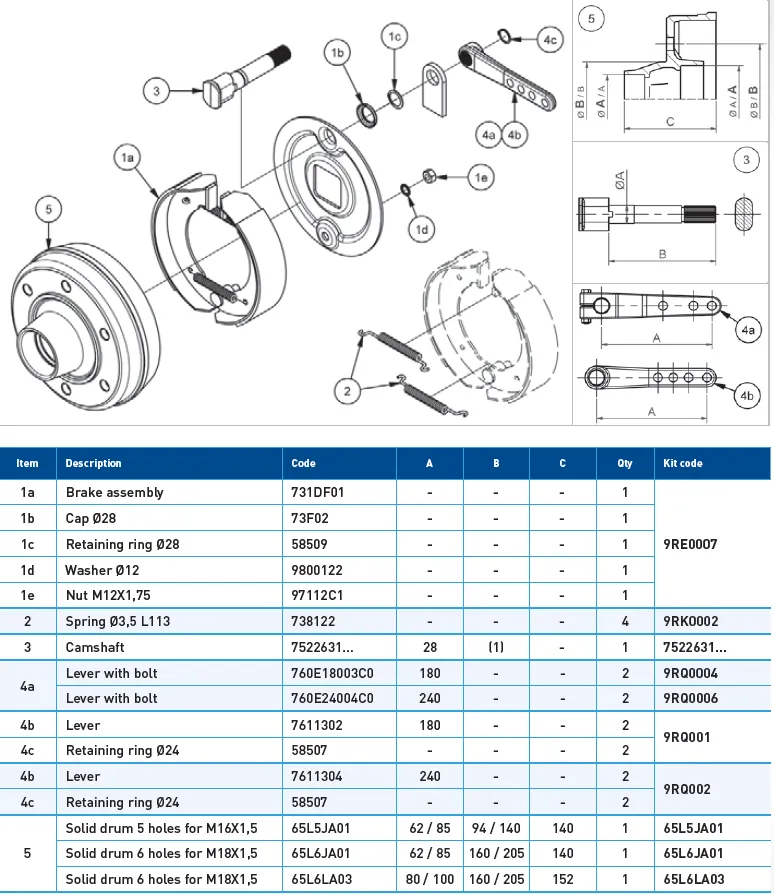 1c
1b
4c
3
4a
4b
1a
1e
5
1d
2
5
Ø B / B
Ø A / A
Ø A / A
Ø B / B
C
3
ØA
B
4a
A
4b
A
Item Description Code A B C Qty Kit code
1a Brake assembly 731DF01 - - - 1
1b Cap Ø28 73F02 - - - 1
1c Retaining ring Ø28 58509 - - - 1 9RE0007
1d Washer Ø12 9800122 - - - 1
1e Nut M12X1,75 97112C1 - - - 1
2 Spring Ø3,5 L113 738122 - - - 4 9RK0002
3 Camshaft 7522631... 28 (1) - 1 7522631...
4a Lever with bolt 760E18003C0 180 - - 2 9RQ0004
Lever with bolt 760E24004C0 240 - - 2 9RQ0006
4b Lever 7611302 180 - - 2 9RQ001
4c Retaining ring Ø24 58507 - - - 2
4b Lever 7611304 240 - - 2 9RQ002
4c Retaining ring Ø24 58507 - - - 2
5 Solid drum 5 holes for M16X1,5 65L5JA01 62 / 85 94 / 140 140 1 65L5JA01
Solid drum 6 holes for M18X1,5 65L6JA01 62 / 85 160 / 205 140 1 65L6JA01
Solid drum 6 holes for M18X1,5 65L6LA03 80 / 100 160 / 205 152 1 65L6LA03